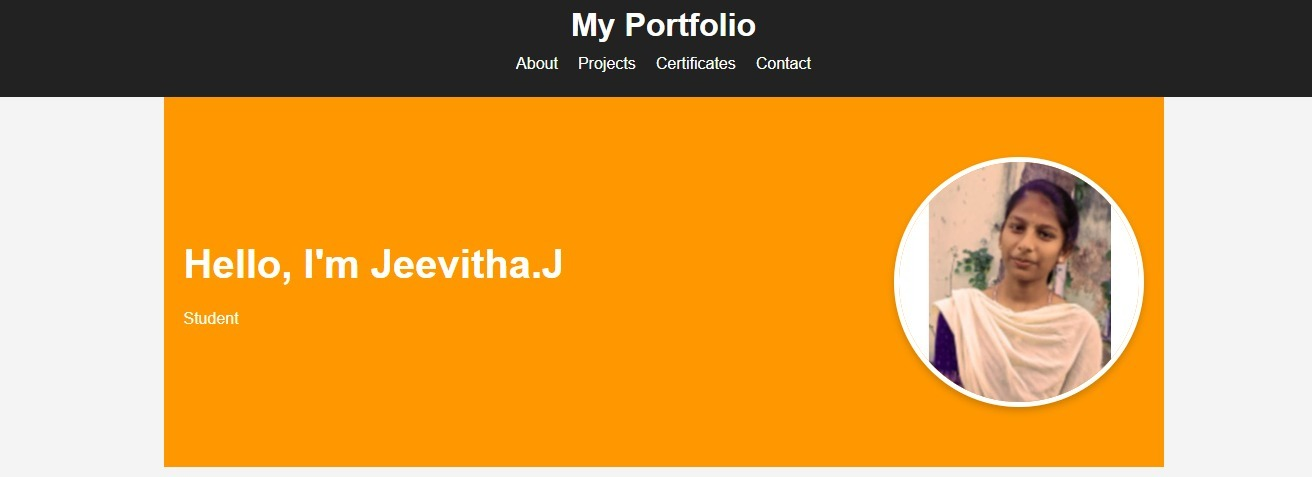 My Portfolio
About Projects Certificates Contact
Hello, I'm Jeevitha.J
Student